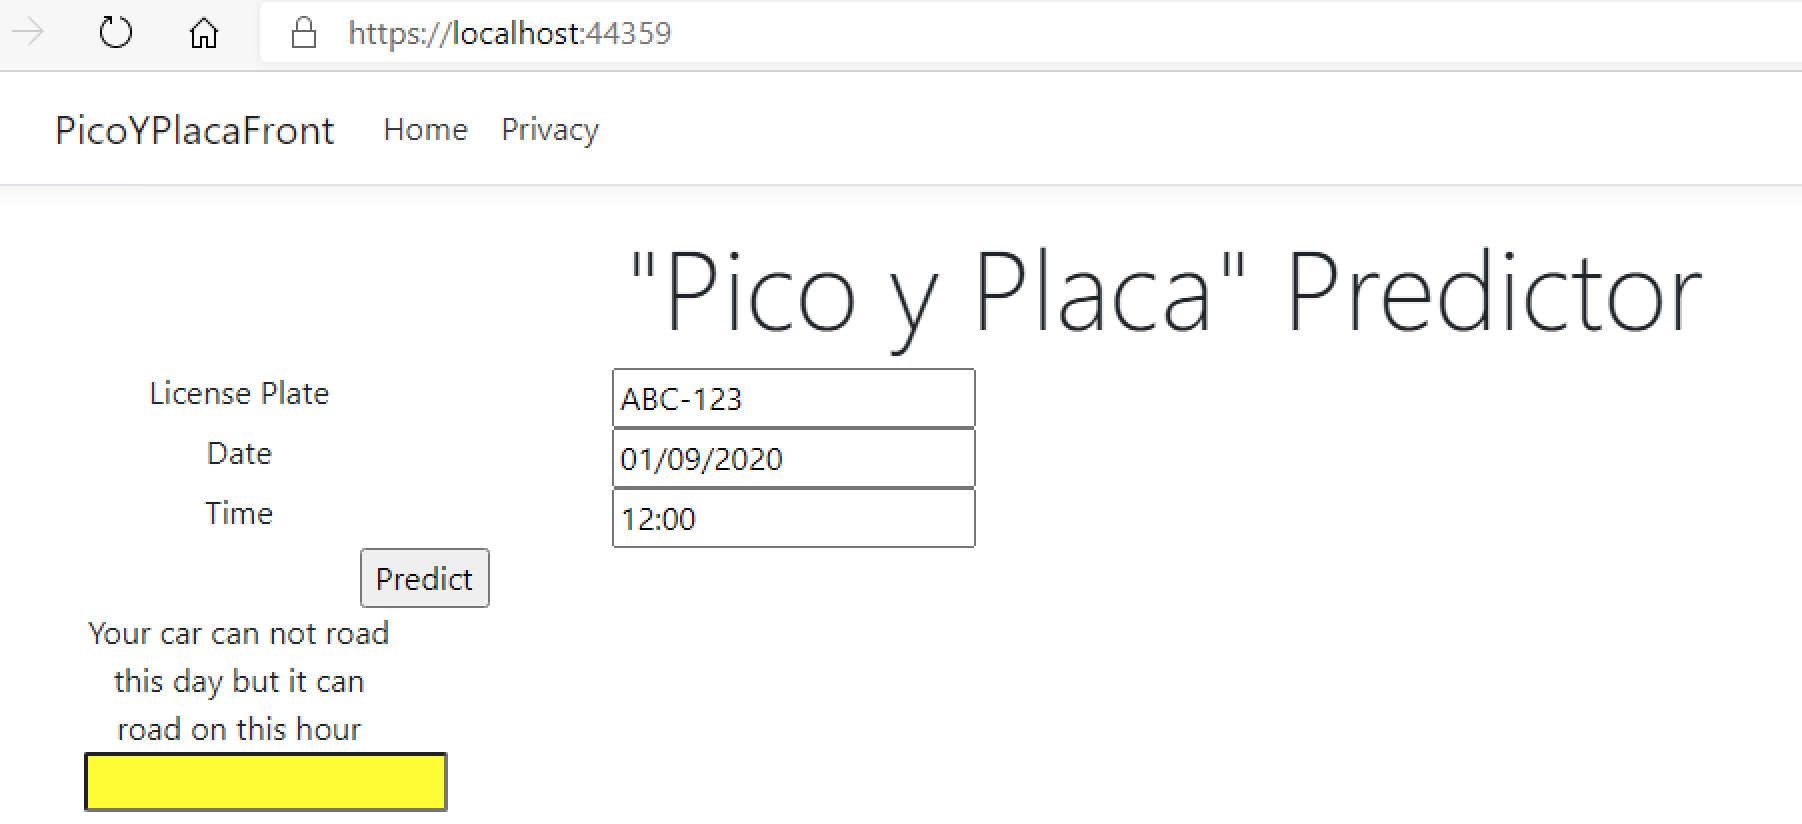 https://localhost:44359
PicoYPlacaFront Home Privacy
"Pico y Placa" Predictor
License Plate ABC-123
Date 01/09/2020
Time 12:00
Predict
Your car can not road
this day but it can
road on this hour